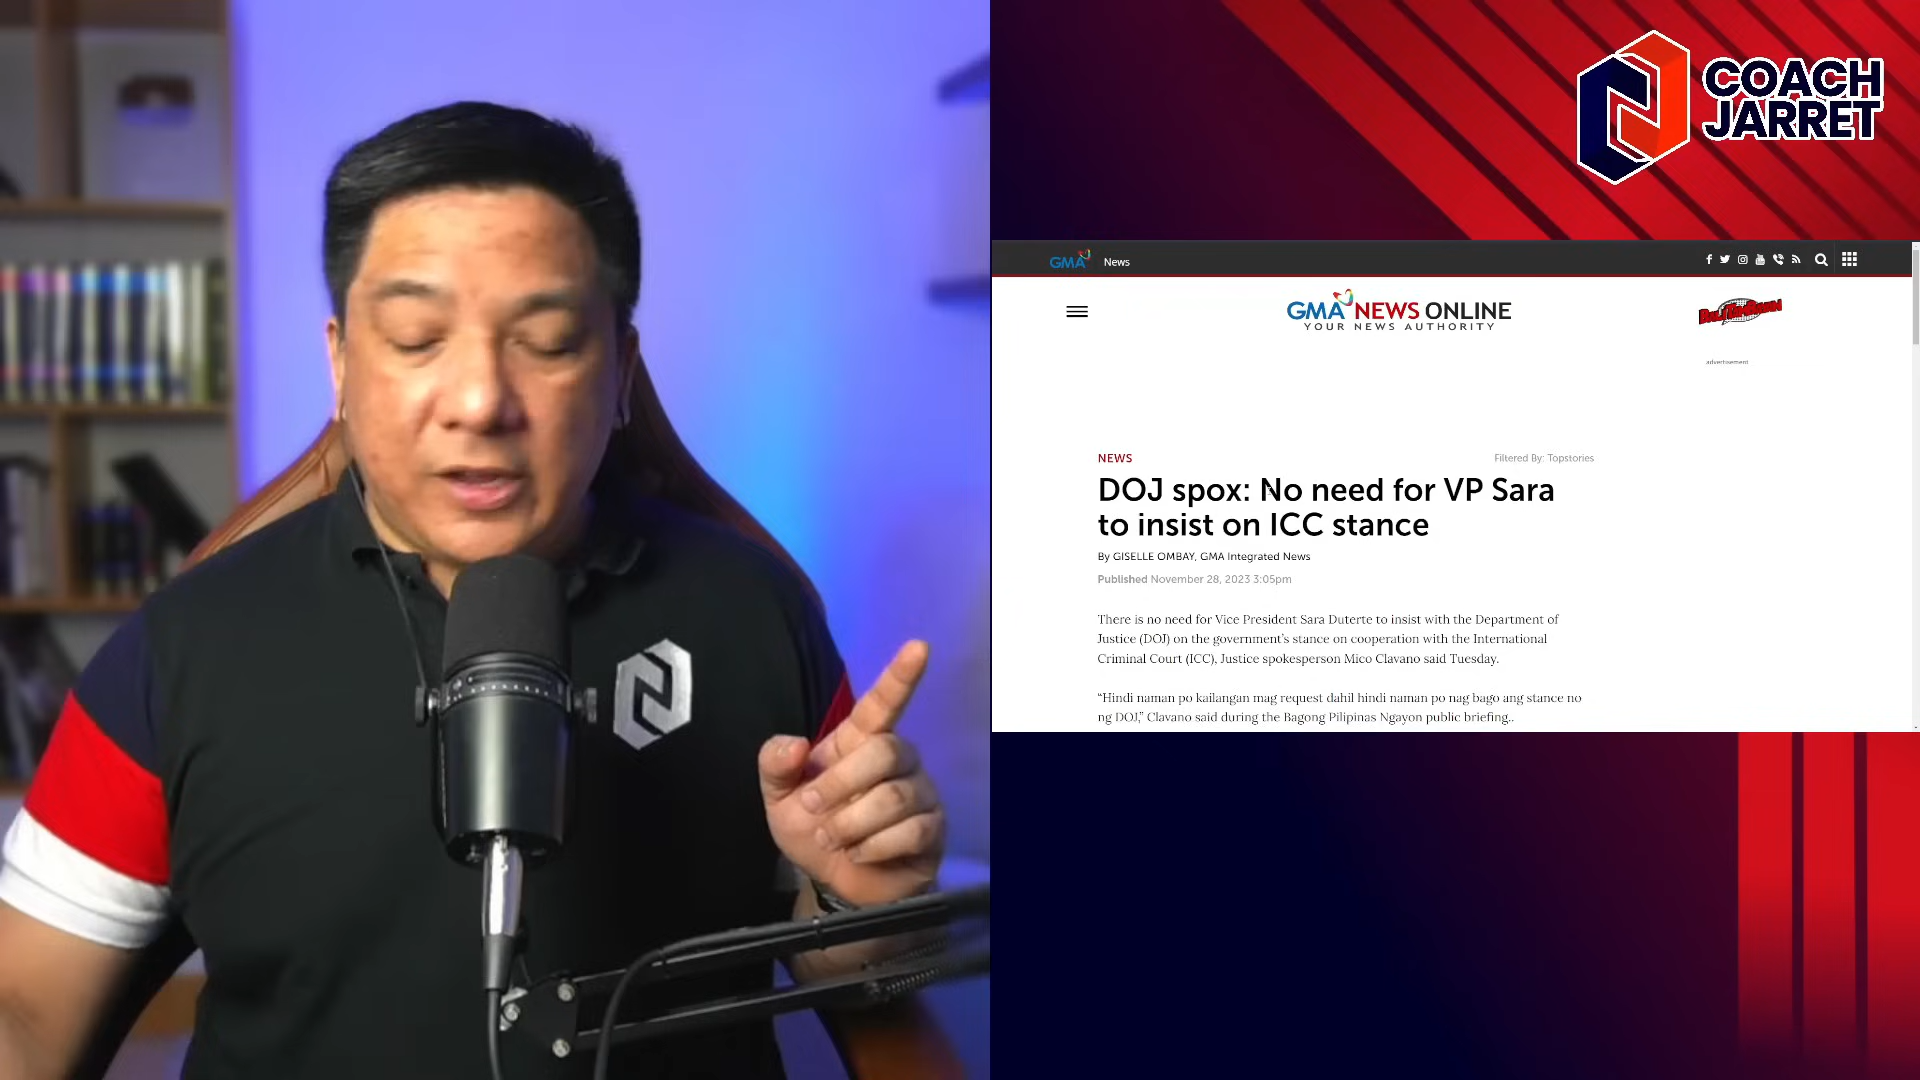 COACH
JARRET
GMA News
GMA NEWS ONLINE
YOUR NEWS AUTHORITY
advertisement
NEWS
Filtered By: Topstories
DOJ spox: No need for VP Sara
to insist on ICC stance
By GISELLE OMBAY, GMA Integrated News
Published November 28, 2023 3:05pm
There is no need for Vice President Sara Duterte to insist with the Department of
Justice (DOJ) on the government’s stance on cooperation with the International
Criminal Court (ICC), Justice spokesperson Mico Clavano said Tuesday.
“Hindi naman po kailangan mag request dahil hindi naman po nag bago ang stance no
ng DOJ,” Clavano said during the Bagong Pilipinas Ngayon public briefing..